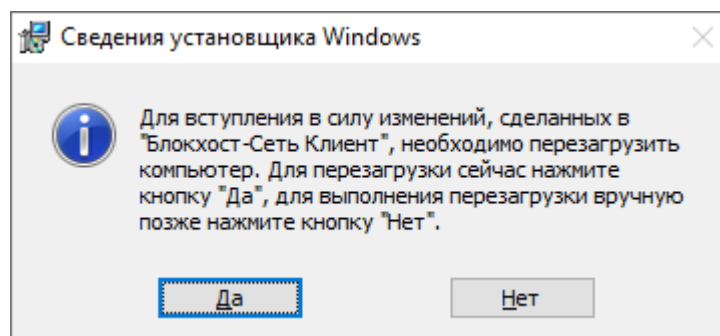 Сведения установщика Windows
Для вступления в силу изменений, сделанных в
"Блокхост-Сеть Клиент", необходимо перезагрузить
компьютер. Для перезагрузки сейчас нажмите
кнопку "Да", для выполнения перезагрузки вручную
позже нажмите кнопку "Нет".
Да
Нет